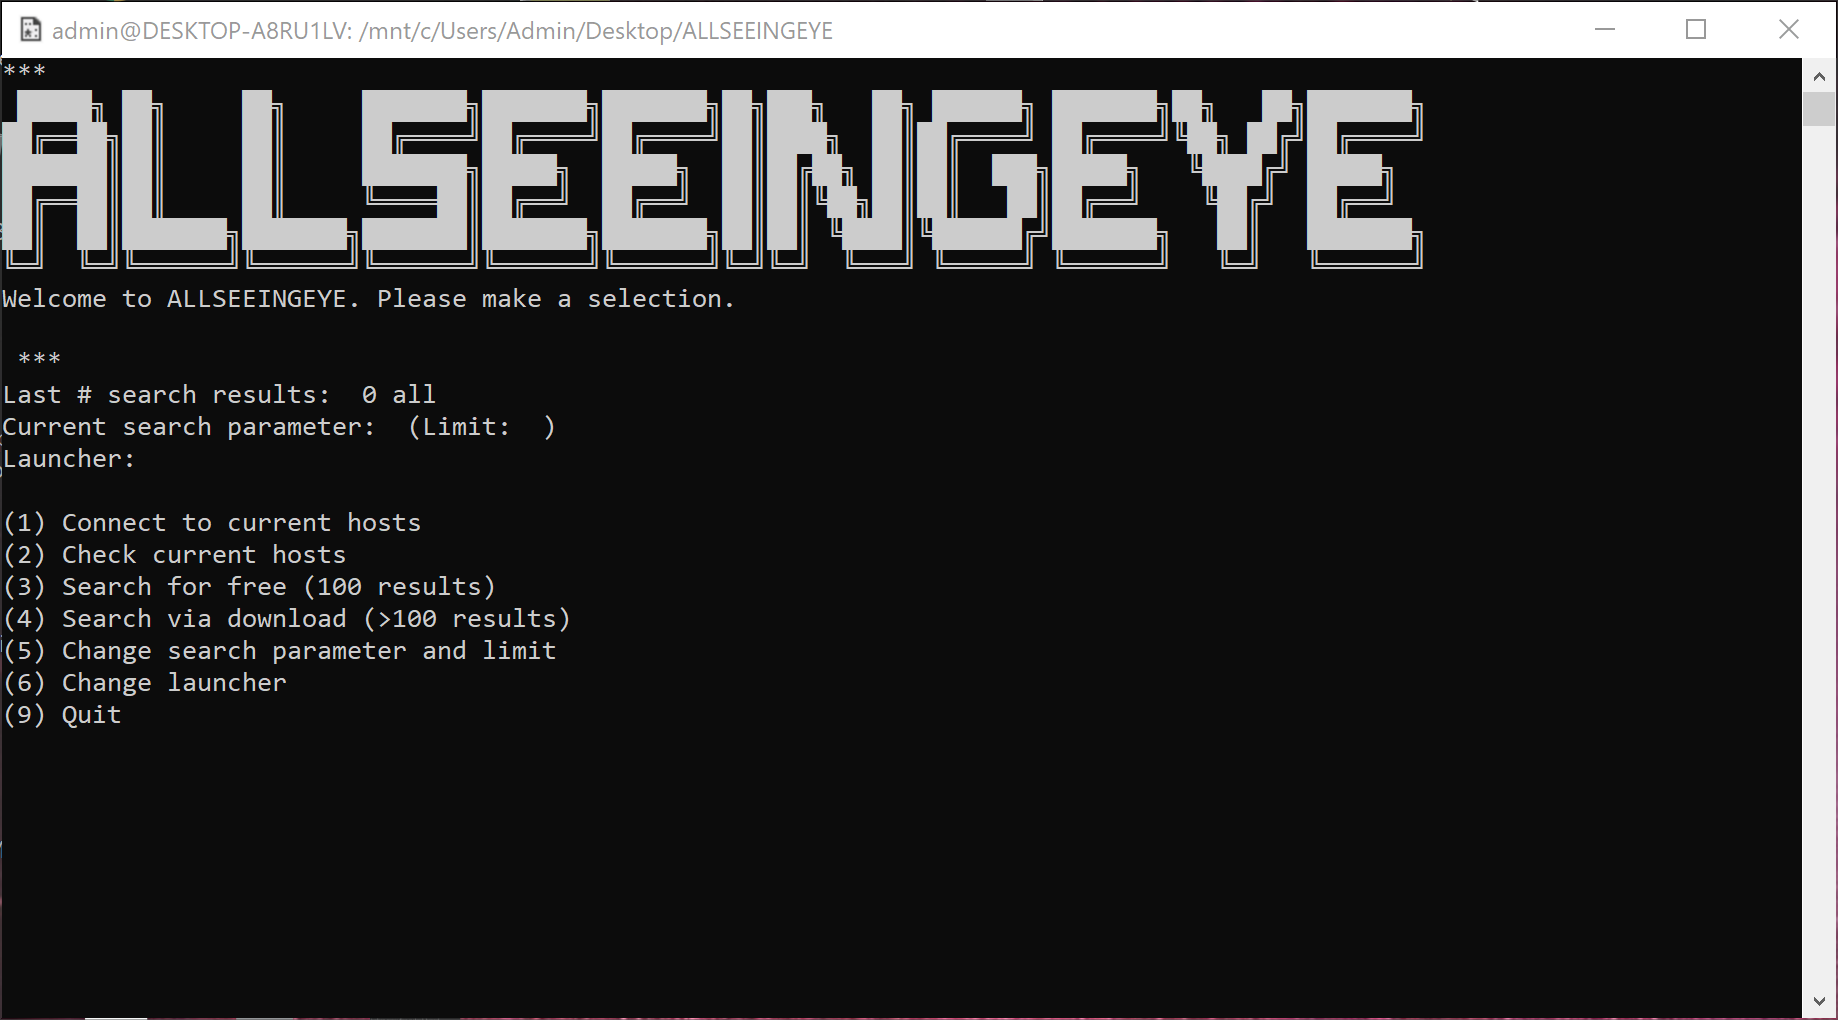 admin@DESKTOP-A8RU1LV: /mnt/c/Users/Admin/Desktop/ALLSEEINGEYE
***
ALLSEEINGEYE
Welcome to ALLSEEINGEYE. Please make a selection.
***
Last # search results:  0 all
Current search parameter:  (Limit:  )
Launcher:
(1) Connect to current hosts
(2) Check current hosts
(3) Search for free (100 results)
(4) Search via download (>100 results)
(5) Change search parameter and limit
(6) Change launcher
(9) Quit